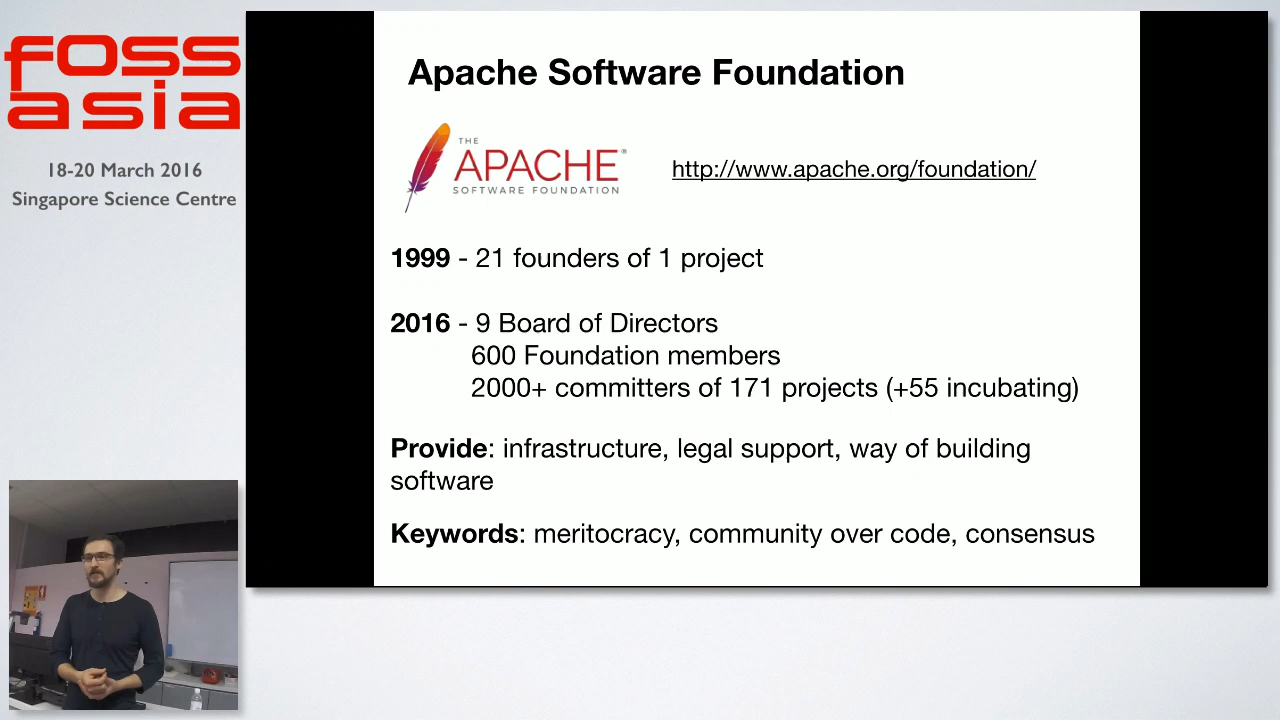 foss
asia
18-20 March 2016
Singapore Science Centre
Apache Software Foundation
THE
APACHE®
SOFTWARE FOUNDATION
http://www.apache.org/foundation/
1999 - 21 founders of 1 project
2016 - 9 Board of Directors
600 Foundation members
2000+ committers of 171 projects (+55 incubating)
Provide: infrastructure, legal support, way of building
software
Keywords: meritocracy, community over code, consensus